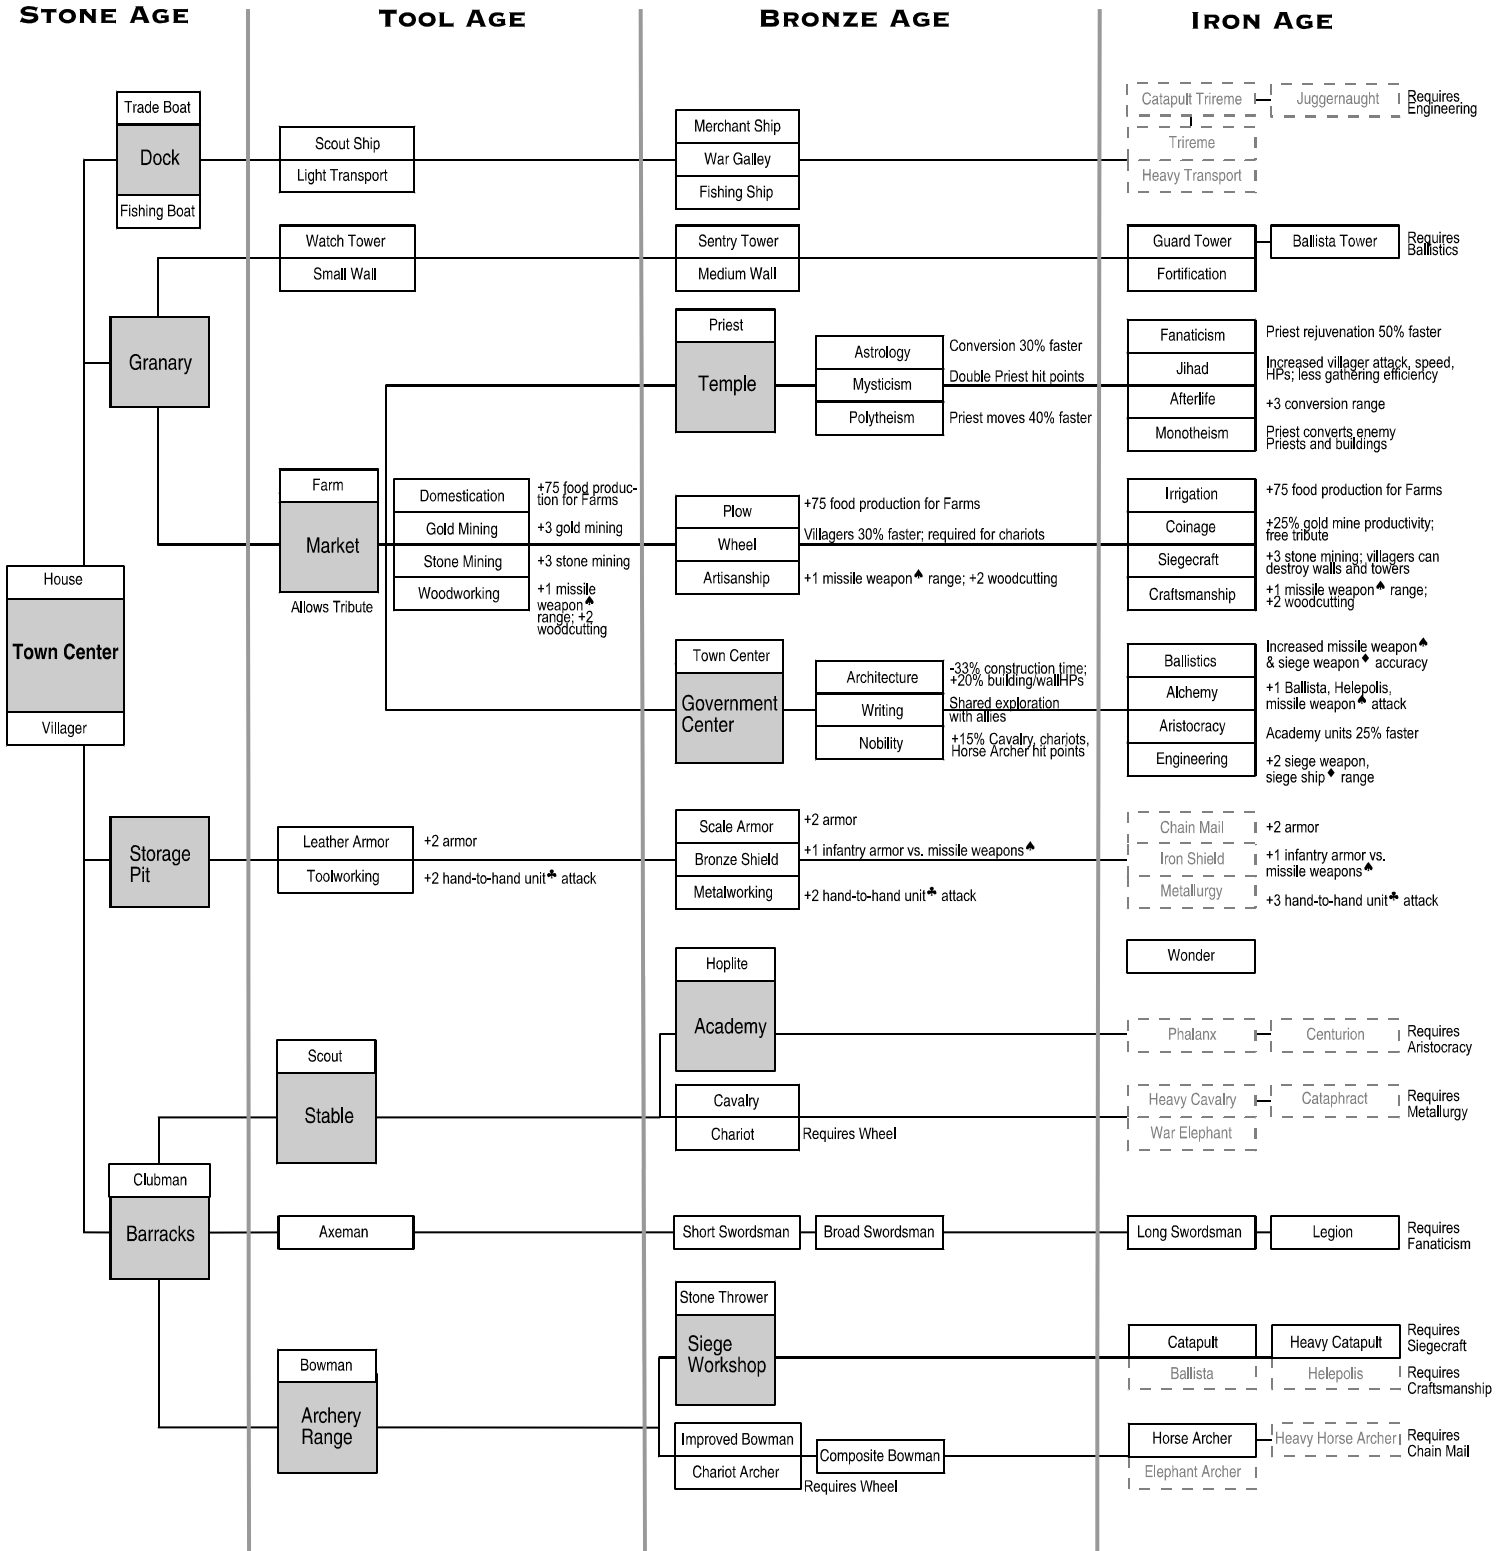 STONE AGE
TOOL AGE
BRONZE AGE
IRON AGE
Trade Boat
Dock
Fishing Boat
Scout Ship
Light Transport
Merchant Ship
War Galley
Fishing Ship
Catapult Trireme
Juggernaught
Requires
Engineering
Trireme
Heavy Transport
Watch Tower
Small Wall
Sentry Tower
Medium Wall
Guard Tower
Ballista Tower
Requires
Ballistics
Fortification
Granary
Priest
Temple
Astrology
Conversion 30% faster
Mysticism
Double Priest hit points
Polytheism
Priest moves 40% faster
Fanaticism
Priest rejuvenation 50% faster
Jihad
Increased villager attack, speed,
HPs; less gathering efficiency
Afterlife
+3 conversion range
Monotheism
Priest converts enemy
Priests and buildings
Farm
Market
Allows Tribute
Domestication
+75 food produc-
tion for Farms
Gold Mining
+3 gold mining
Stone Mining
+3 stone mining
Woodworking
+1 missile
weapon♠
range; +2
woodcutting
Plow
+75 food production for Farms
Wheel
Villagers 30% faster; required for chariots
Artisanship
+1 missile weapon♠ range; +2 woodcutting
Irrigation
+75 food production for Farms
Coinage
+25% gold mine productivity;
free tribute
Siegecraft
+3 stone mining; villagers can
destroy walls and towers
Craftsmanship
+1 missile weapon♠ range;
+2 woodcutting
House
Town Center
Villager
Town Center
Government
Center
Architecture
-33% construction time;
+20% building/wallHPs
Writing
Shared exploration
with allies
Nobility
+15% Cavalry, chariots,
Horse Archer hit points
Ballistics
Increased missile weapon♠
& siege weapon♦ accuracy
Alchemy
+1 Ballista, Helepolis,
missile weapon♠ attack
Aristocracy
Academy units 25% faster
Engineering
+2 siege weapon,
siege ship♦ range
Storage
Pit
Leather Armor
+2 armor
Toolworking
+2 hand-to-hand unit♣ attack
Scale Armor
+2 armor
Bronze Shield
+1 infantry armor vs. missile weapons♠
Metalworking
+2 hand-to-hand unit♣ attack
Chain Mail
+2 armor
Iron Shield
+1 infantry armor vs.
missile weapons♠
Metallurgy
+3 hand-to-hand unit♣ attack
Wonder
Hoplite
Academy
Phalanx
Centurion
Requires
Aristocracy
Scout
Stable
Cavalry
Chariot
Requires Wheel
Heavy Cavalry
Cataphract
Requires
Metallurgy
War Elephant
Clubman
Barracks
Axeman
Short Swordsman
Broad Swordsman
Long Swordsman
Legion
Requires
Fanaticism
Stone Thrower
Siege
Workshop
Catapult
Heavy Catapult
Requires
Siegecraft
Ballista
Helepolis
Requires
Craftsmanship
Bowman
Archery
Range
Improved Bowman
Chariot Archer
Composite Bowman
Requires Wheel
Horse Archer
Heavy Horse Archer
Requires
Chain Mail
Elephant Archer